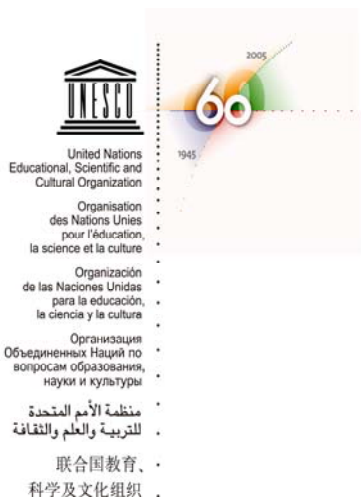 UNESCO
United Nations
Educational, Scientific and
Cultural Organization
Organisation
des Nations Unies
pour l'éducation,
la science et la culture
Organización
de las Naciones Unidas
para la educación,
la ciencia y la cultura
Организация
Объединенных Наций по
вопросам образования,
науки и культуры
منظمة الأمم المتحدة
للتربية والعلم والثقافة
联合国教育、
科学及文化组织
2005
60
1945